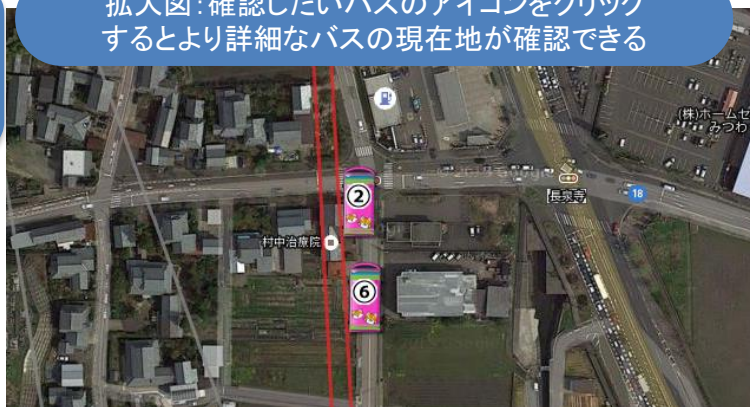 拡大図：確認したいバスのアイコンをクリック
するとより詳細なバスの現在地が確認できる
(株)ホームセ
みつわ
②
長泉寺
18
村中治療院
⑥